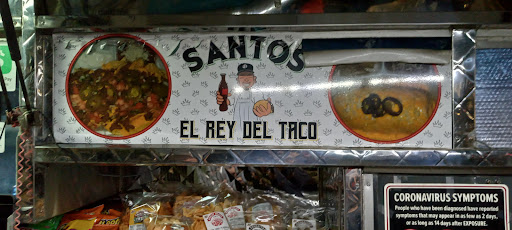 SANTOS
EL REY DEL TACO
CORONAVIRUS SYMPTOMS
People who have been diagnosed have reported
symptoms that may appear in as few as 2 days,
or as long as 14 days after EXPOSURE.